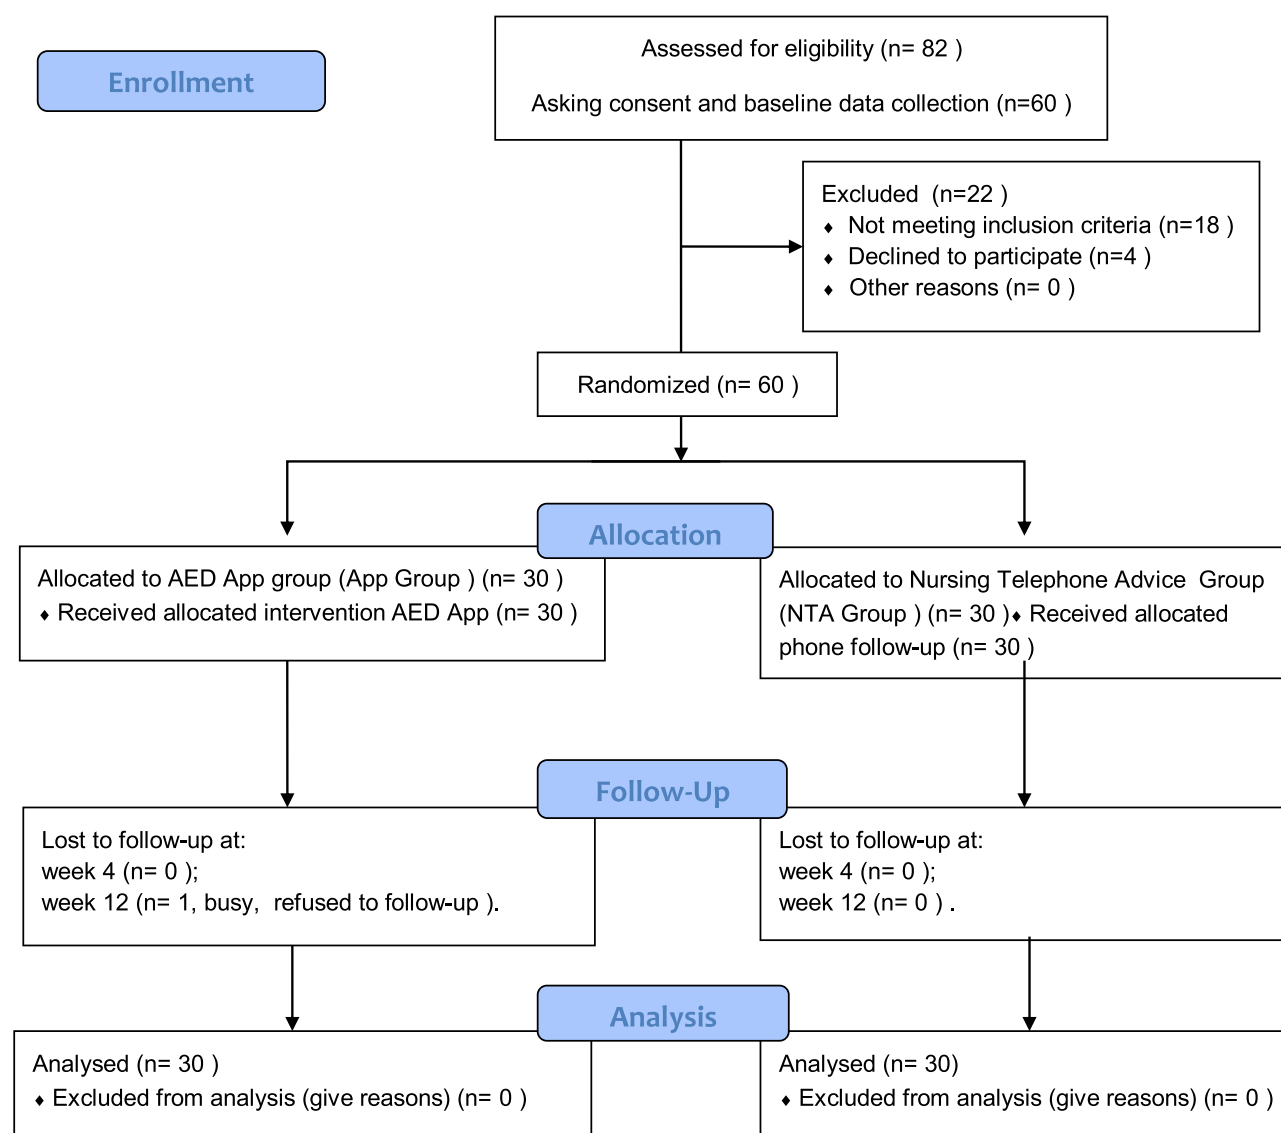 Enrollment
Assessed for eligibility (n= 82 )
Asking consent and baseline data collection (n=60 )
Excluded  (n=22 )
♦ Not meeting inclusion criteria (n=18 )
♦ Declined to participate (n=4 )
♦ Other reasons (n= 0 )
Randomized (n= 60 )
Allocation
Allocated to AED App group (App Group ) (n= 30 )
♦ Received allocated intervention AED App (n= 30 )
Allocated to Nursing Telephone Advice  Group
(NTA Group ) (n= 30 )♦ Received allocated
phone follow-up (n= 30 )
Follow-Up
Lost to follow-up at:
week 4 (n= 0 );
week 12 (n= 1, busy,  refused to follow-up ).
Lost to follow-up at:
week 4 (n= 0 );
week 12 (n= 0 ) .
Analysis
Analysed (n= 30 )
♦ Excluded from analysis (give reasons) (n= 0 )
Analysed (n= 30)
♦ Excluded from analysis (give reasons) (n= 0 )